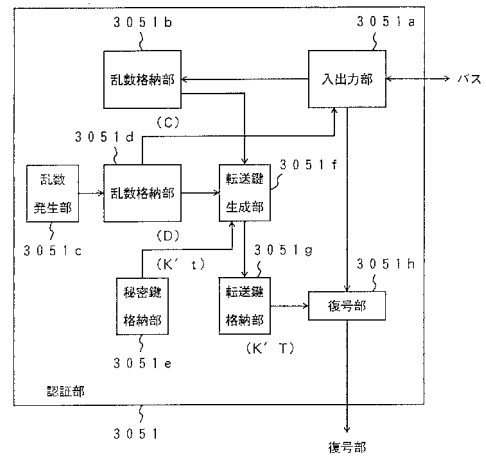 3051b
3051a
乱数格納部
入出力部
バス
(C)
3051d
3051f
乱数
発生部
乱数格納部
転送鍵
生成部
3051c
(D)
(K't)
3051g
3051h
秘密鍵
格納部
転送鍵
格納部
復号部
(K'T)
3051e
認証部
3051
復号部